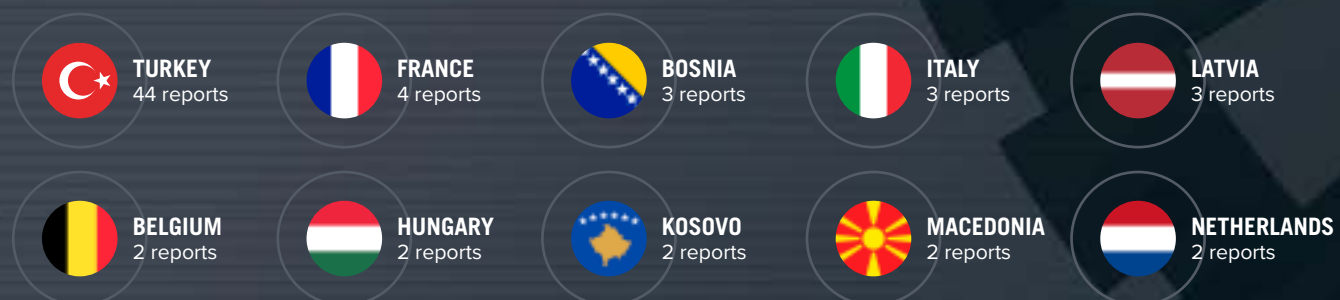 TURKEY
44 reports
FRANCE
4 reports
BOSNIA
3 reports
ITALY
3 reports
LATVIA
3 reports
BELGIUM
2 reports
HUNGARY
2 reports
KOSOVO
2 reports
MACEDONIA
2 reports
NETHERLANDS
2 reports